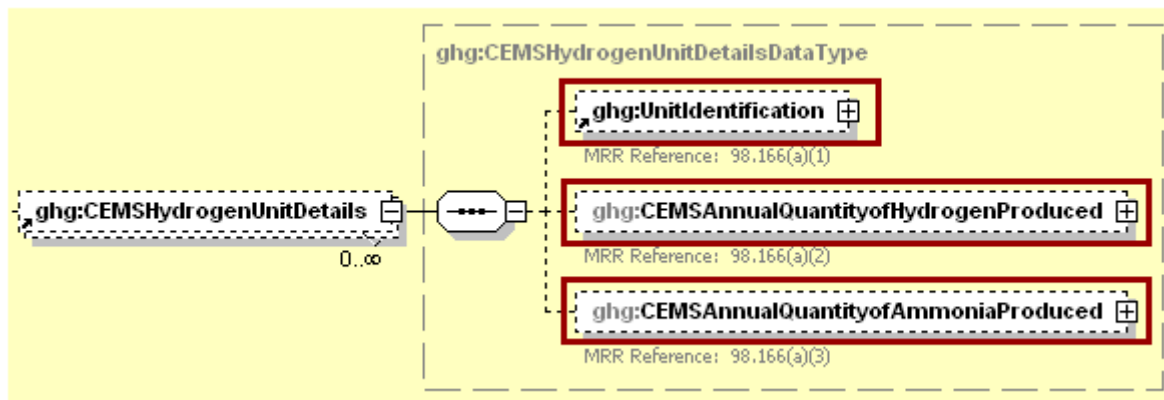 ghg:CEMSHydrogenUnitDetailsDataType
ghg:UnitIdentification
MRR Reference: 98.166(a)(1)
ghg:CEMSHydrogenUnitDetails
0..∞
ghg:CEMSAnnualQuantityofHydrogenProduced
MRR Reference: 98.166(a)(2)
ghg:CEMSAnnualQuantityofAmmoniaProduced
MRR Reference: 98.166(a)(3)